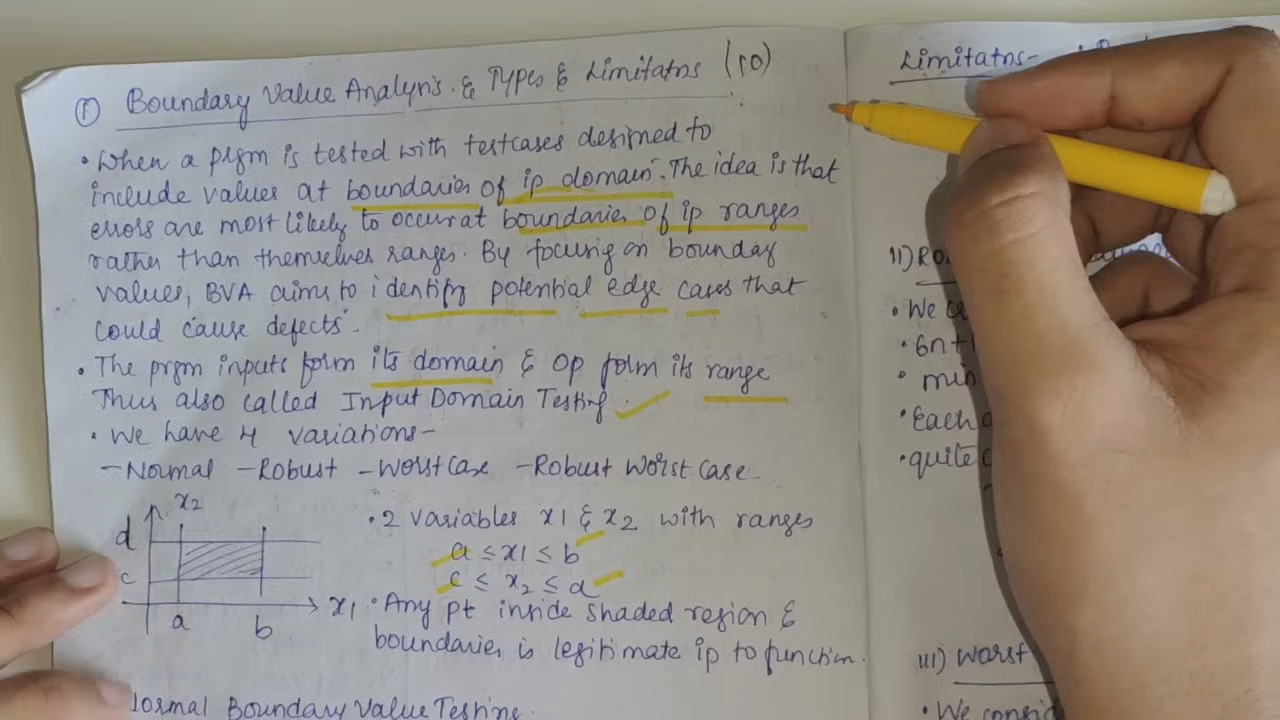 ① Boundary Value Analysis & Types & Limitatns (10)
• When a prgm is tested with testcases designed to
include values at boundaries of ip domain. The idea is that
errors are most likely to occur at boundaries of ip ranges
rather than themselves ranges. By focusing on boundary
values, BVA aims to identify potential edge cases that
could cause defects.
• The prgm inputs form its domain & op form its range
Thus also called Input Domain Testing.
• We have 4 variations-
- Normal - Robust - Worst Case - Robust Worst Case.
x2
d
c
a b
x1
• 2 variables x1 & x2 with ranges
a ≤ x1 ≤ b
c ≤ x2 ≤ d
• Any pt inside shaded region &
boundaries is legitimate ip to function.
Normal Boundary Value Testing.
Limitatns-
II) Ro
• We c
• 6n+1
• min
• Each
• quite
III) Worst
• We consid